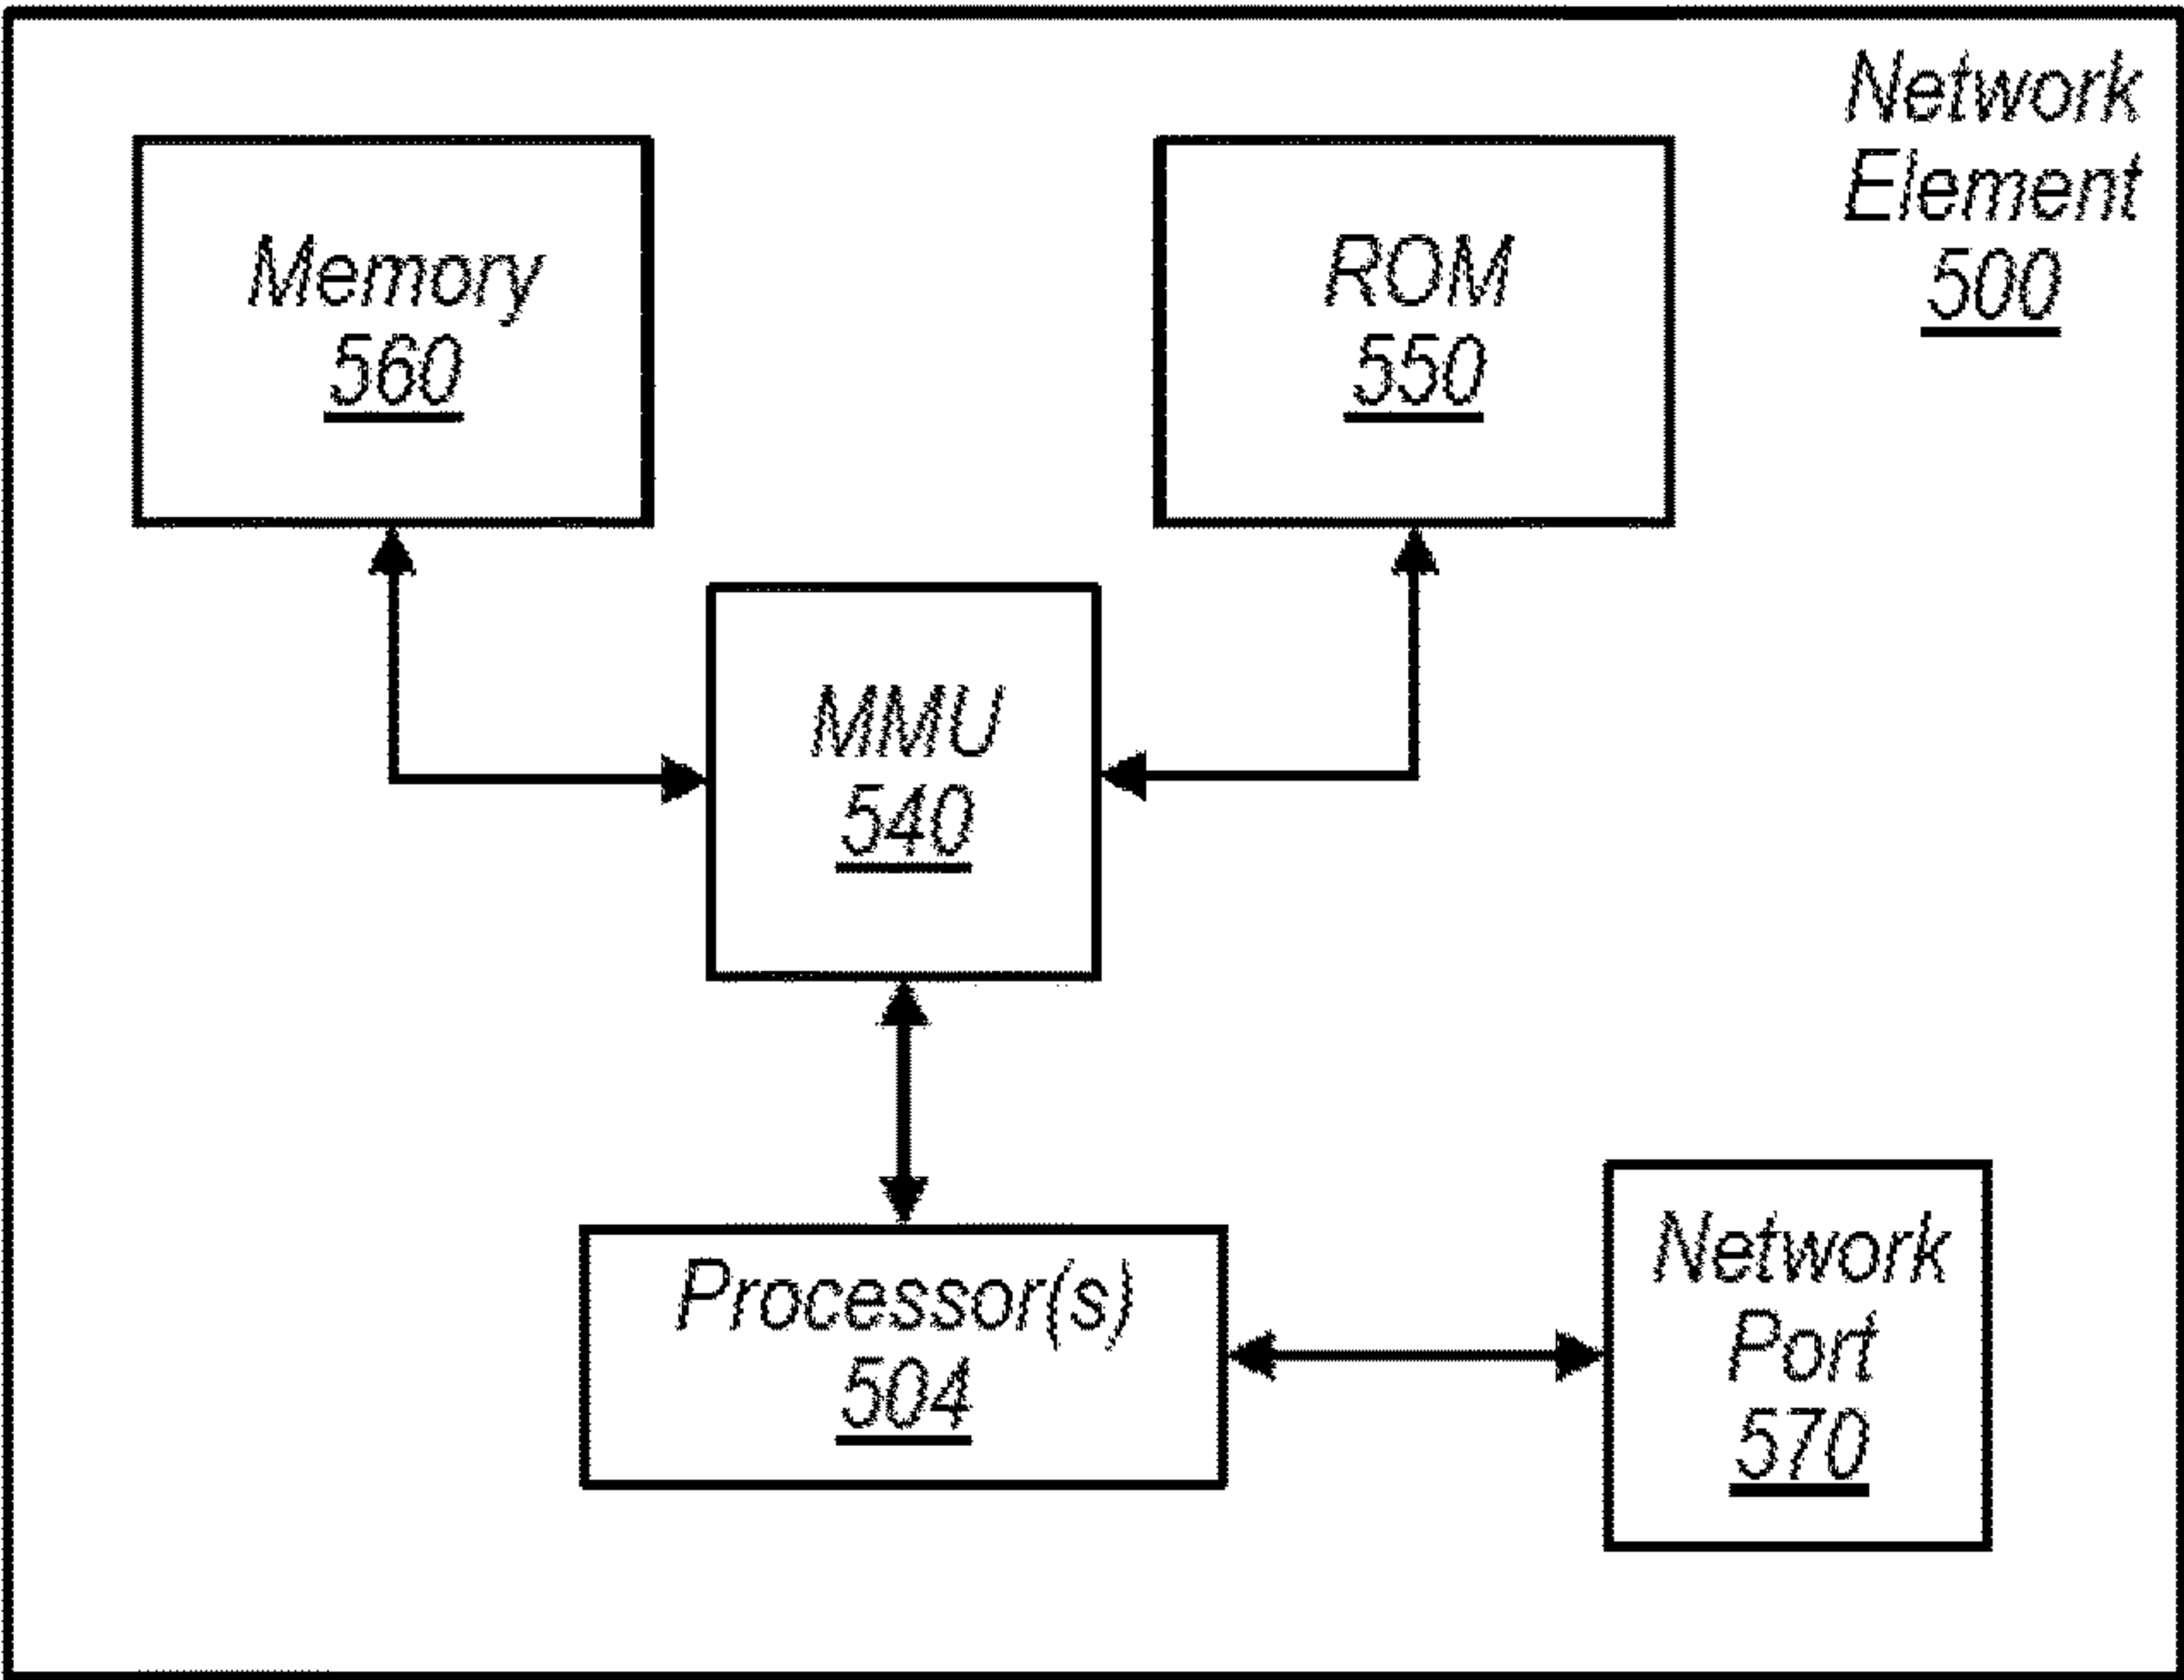 Network
Element
500
Memory
560
ROM
550
MMU
540
Processor(s)
504
Network
Port
570